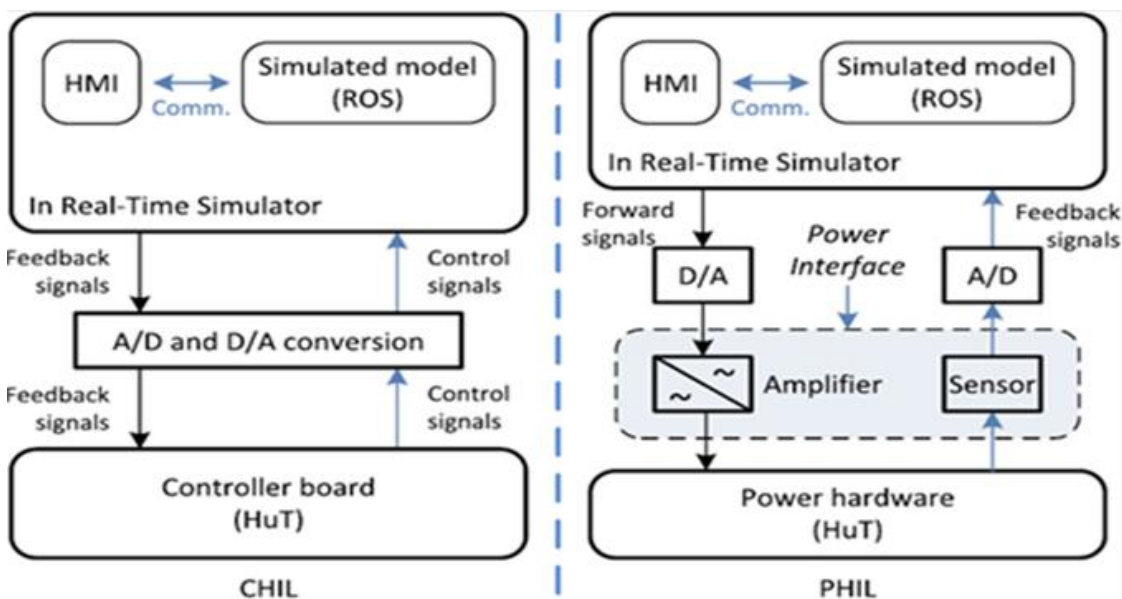 HMI
Comm.
Simulated model
(ROS)
In Real-Time Simulator
Feedback
signals
Control
signals
A/D and D/A conversion
Feedback
signals
Control
signals
Controller board
(HuT)
CHIL
HMI
Comm.
Simulated model
(ROS)
In Real-Time Simulator
Forward
signals
Power
Interface
Feedback
signals
D/A
A/D
~
~
Amplifier
Sensor
Power hardware
(HuT)
PHIL